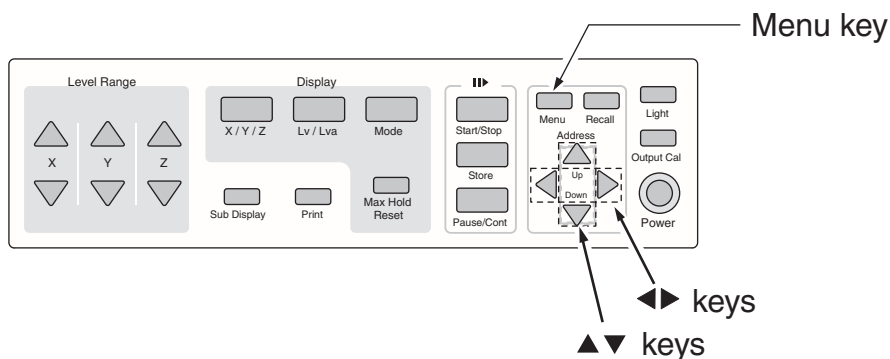 Menu key
Level Range
Display
X
Y
Z
X / Y / Z
Lv / Lva
Mode
Sub Display
Print
Max Hold
Reset
Start/Stop
Store
Pause/Cont
Menu
Recall
Address
Up
Down
Light
Output Cal
Power
◀▶ keys
▲▼ keys